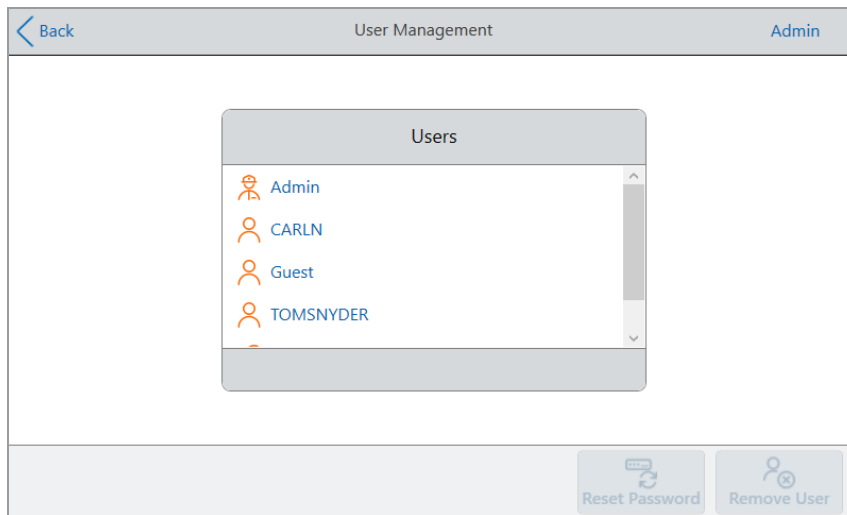 Back User Management Admin
Users
Admin
CARLN
Guest
TOMSNYDER
Reset Password Remove User